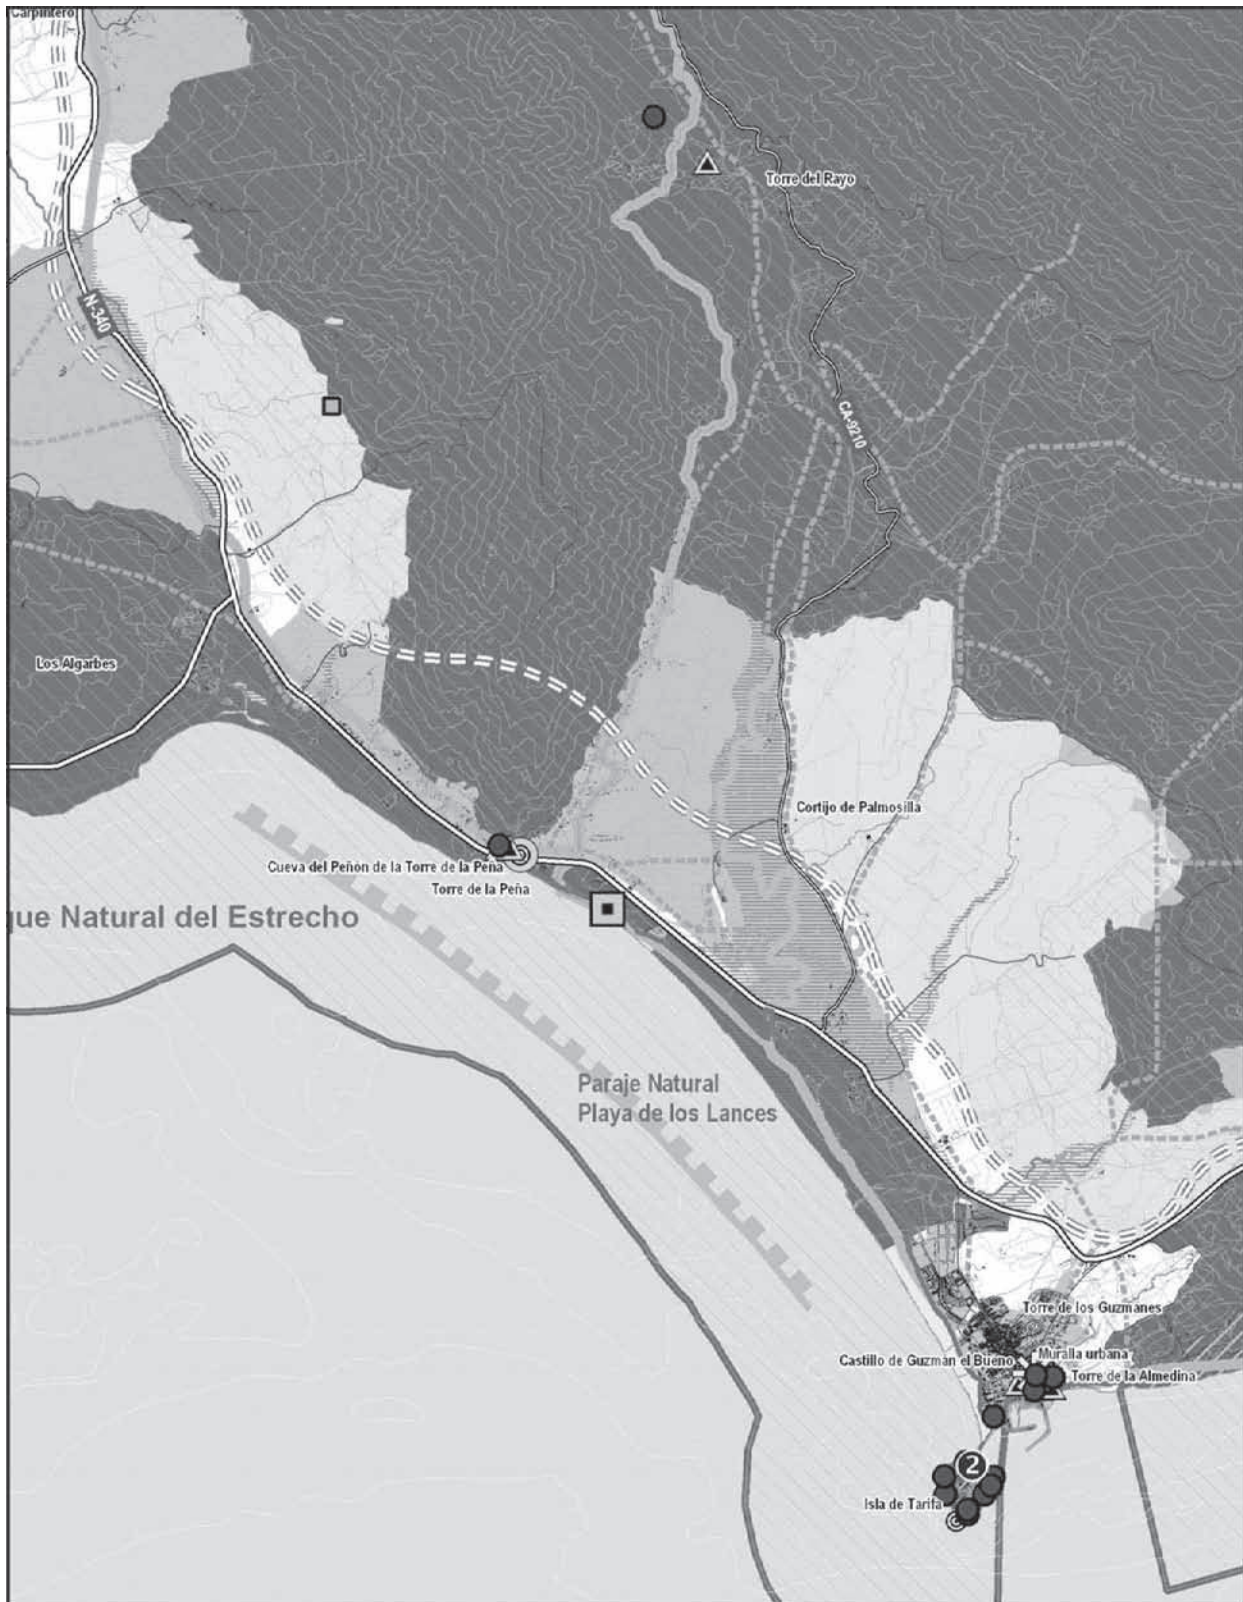 Carpintero
Torre del Rayo
N-340
CA-9210
Los Algarbes
Cortijo de Palmosilla
Cueva del Peñón de la Torre de la Peña
Torre de la Peña
que Natural del Estrecho
Paraje Natural
Playa de los Lances
Torre de los Guzmanes
Muralla urbana
Castillo de Guzmán el Bueno
Torre de la Almedina
2
Isla de Tarifa